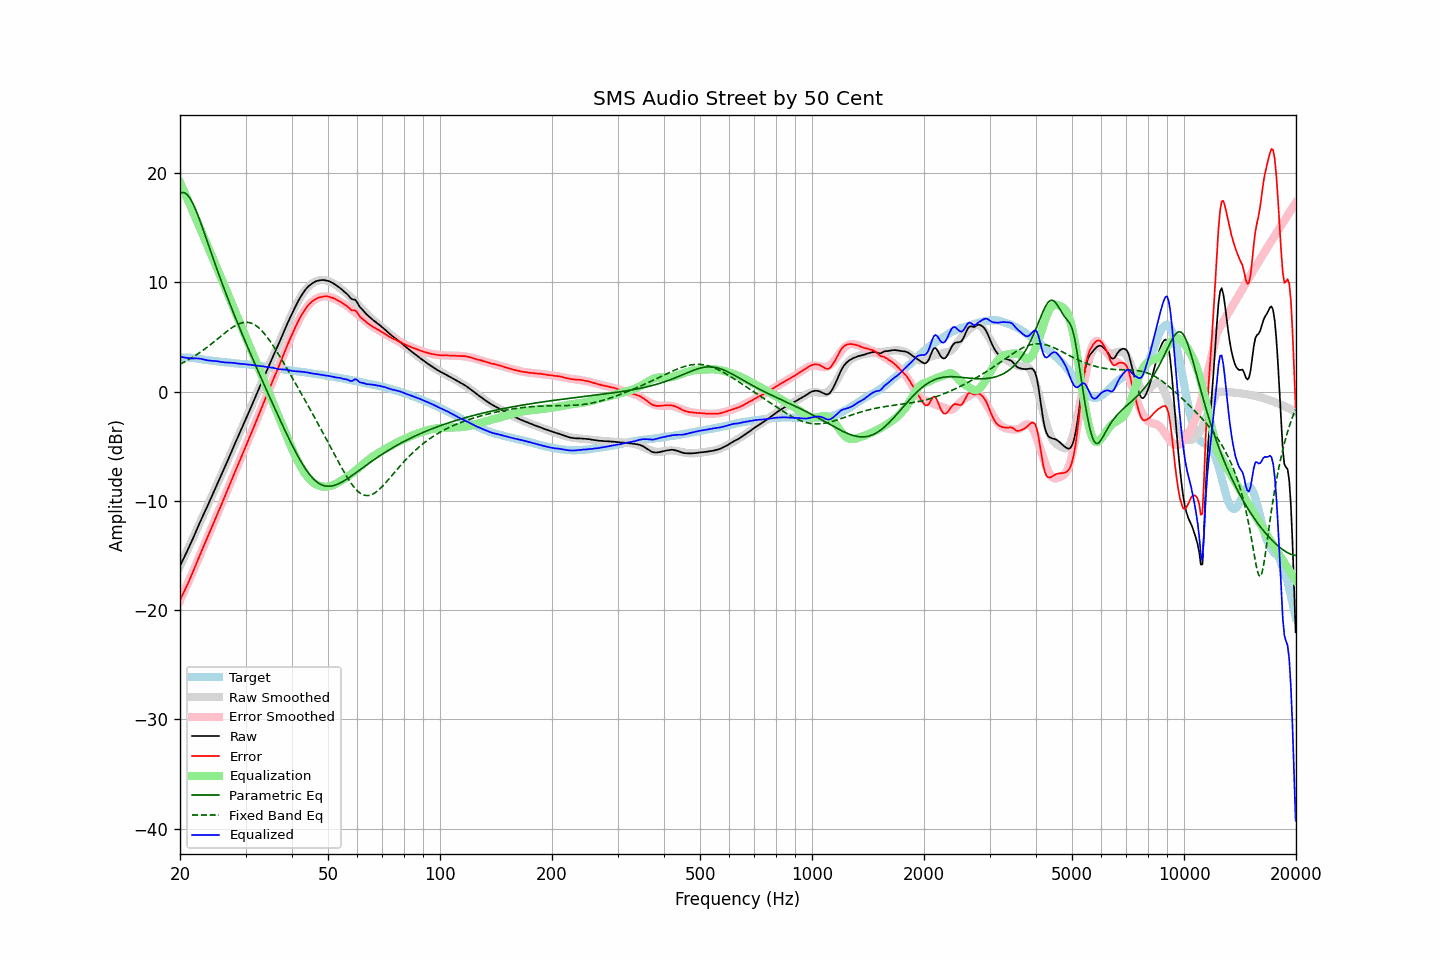 SMS Audio Street by 50 Cent
Amplitude (dBr)
20
10
0
−10
−20
−30
−40
Target
Raw Smoothed
Error Smoothed
Raw
Error
Equalization
Parametric Eq
Fixed Band Eq
Equalized
20 50 100 200 500 1000 2000 5000 10000 20000
Frequency (Hz)